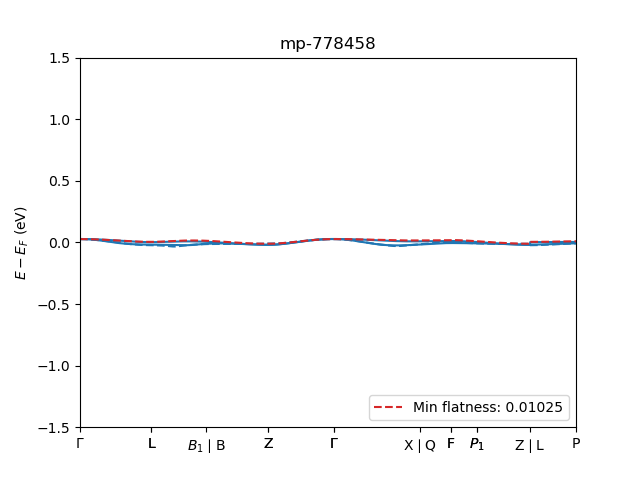 mp-778458
1.5
1.0
0.5
0.0
−0.5
−1.0
−1.5
E − E_F (eV)
Min flatness: 0.01025
Γ L B₁ | B Z Γ X | Q F P₁ Z | L P